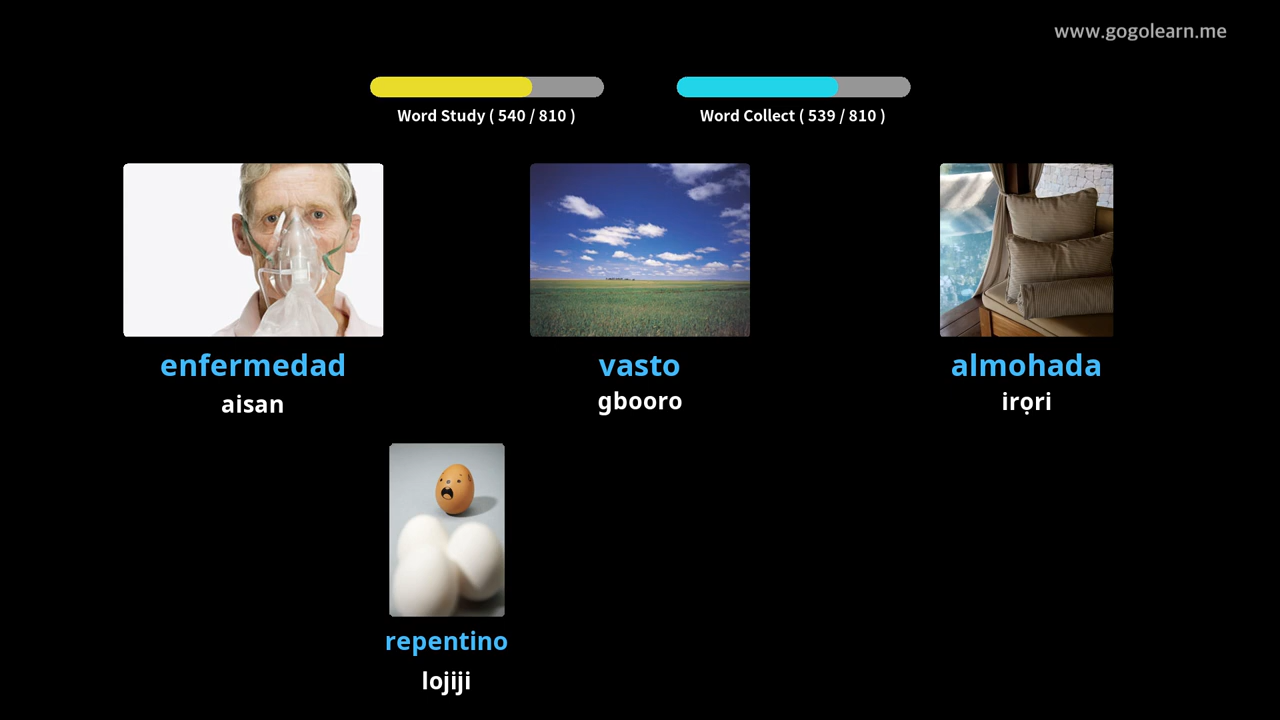 www.gogolearn.me
Word Study ( 540 / 810 )
Word Collect ( 539 / 810 )
enfermedad
aisan
vasto
gbooro
almohada
irọri
repentino
lojiji